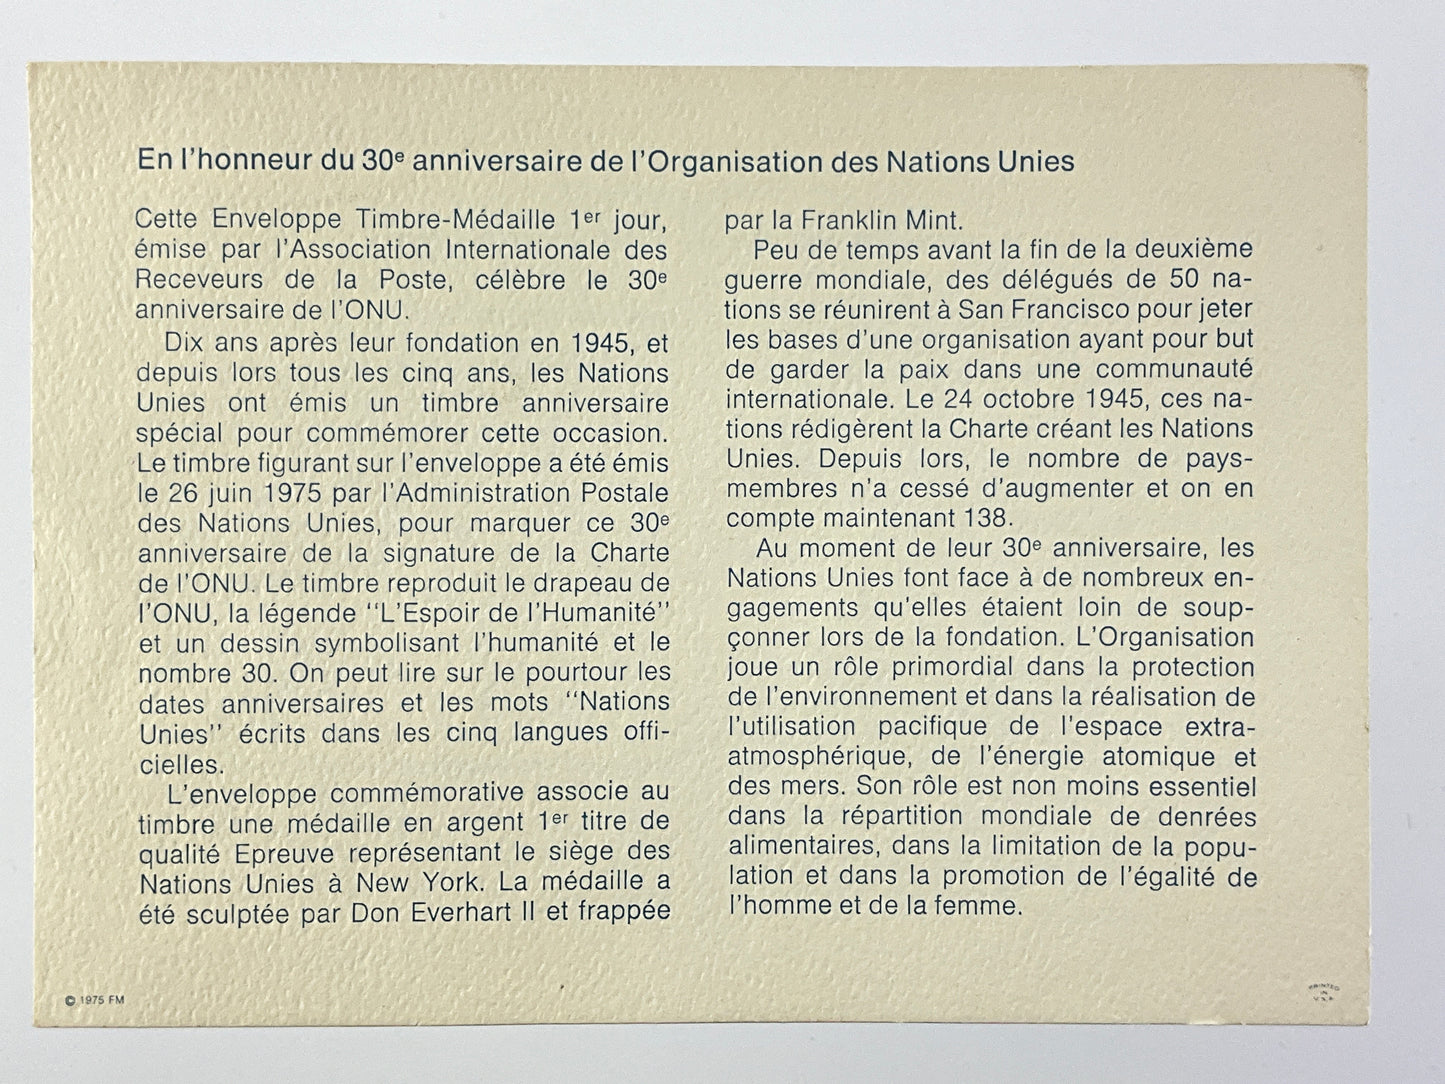 En l'honneur du 30e anniversaire de l'Organisation des Nations Unies
Cette Enveloppe Timbre-Médaille 1er jour,
émise par l'Association Internationale des
Receveurs de la Poste, célèbre le 30e
anniversaire de l'ONU.
Dix ans après leur fondation en 1945, et
depuis lors tous les cinq ans, les Nations
Unies ont émis un timbre anniversaire
spécial pour commémorer cette occasion.
Le timbre figurant sur l'enveloppe a été émis
le 26 juin 1975 par l'Administration Postale
des Nations Unies, pour marquer ce 30e
anniversaire de la signature de la Charte
de l'ONU. Le timbre reproduit le drapeau de
l'ONU, la légende ''L'Espoir de l'Humanité''
et un dessin symbolisant l'humanité et le
nombre 30. On peut lire sur le pourtour les
dates anniversaires et les mots ''Nations
Unies'' écrits dans les cinq langues offi-
cielles.
L'enveloppe commémorative associe au
timbre une médaille en argent 1er titre de
qualité Epreuve représentant le siège des
Nations Unies à New York. La médaille a
été sculptée par Don Everhart II et frappée
par la Franklin Mint.
Peu de temps avant la fin de la deuxième
guerre mondiale, des délégués de 50 na-
tions se réunirent à San Francisco pour jeter
les bases d'une organisation ayant pour but
de garder la paix dans une communauté
internationale. Le 24 octobre 1945, ces na-
tions rédigèrent la Charte créant les Nations
Unies. Depuis lors, le nombre de pays-
membres n'a cessé d'augmenter et on en
compte maintenant 138.
Au moment de leur 30e anniversaire, les
Nations Unies font face à de nombreux en-
gagements qu'elles étaient loin de soup-
çonner lors de la fondation. L'Organisation
joue un rôle primordial dans la protection
de l'environnement et dans la réalisation de
l'utilisation pacifique de l'espace extra-
atmosphérique, de l'énergie atomique et
des mers. Son rôle est non moins essentiel
dans la répartition mondiale de denrées
alimentaires, dans la limitation de la popu-
lation et dans la promotion de l'égalité de
l'homme et de la femme.
© 1975 FM
PRINTED
IN
U.S.A.